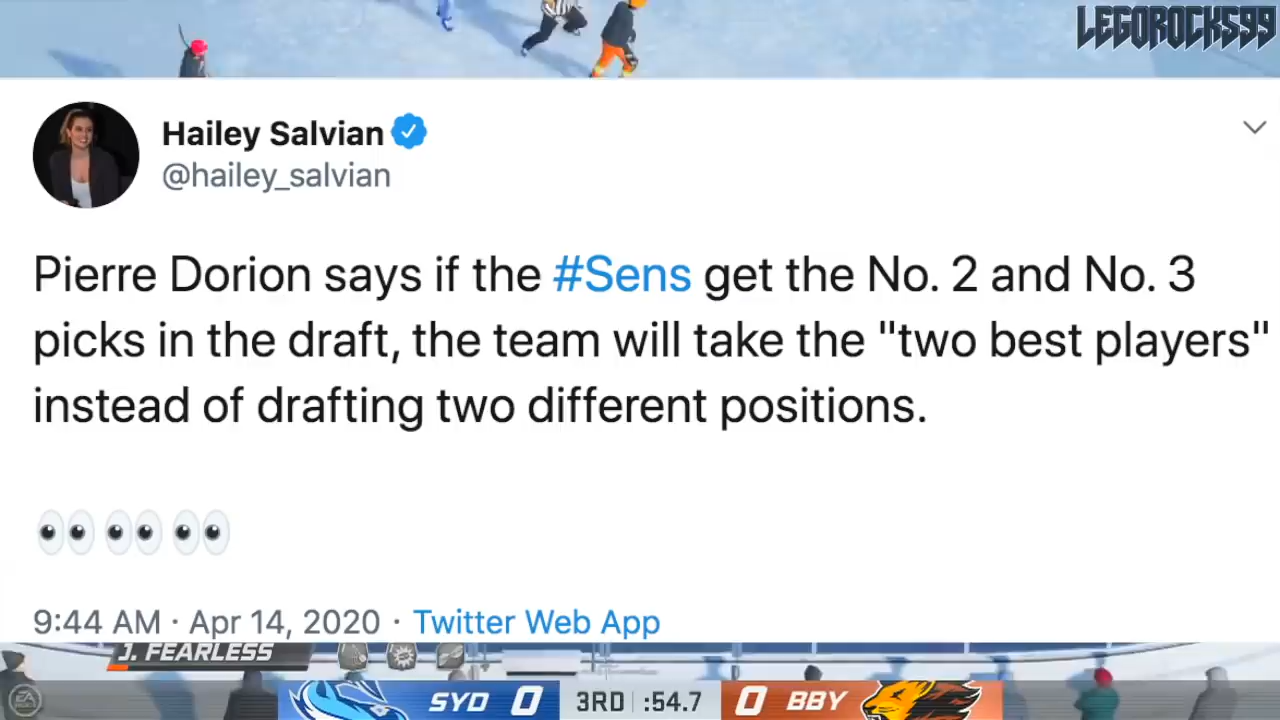 LEGOROCKS99
Hailey Salvian
@hailey_salvian
Pierre Dorion says if the #Sens get the No. 2 and No. 3
picks in the draft, the team will take the "two best players"
instead of drafting two different positions.
👀 👀 👀
9:44 AM · Apr 14, 2020 · Twitter Web App
J. FEARLESS
EA
SYD 0 3RD :54.7 0 BBY